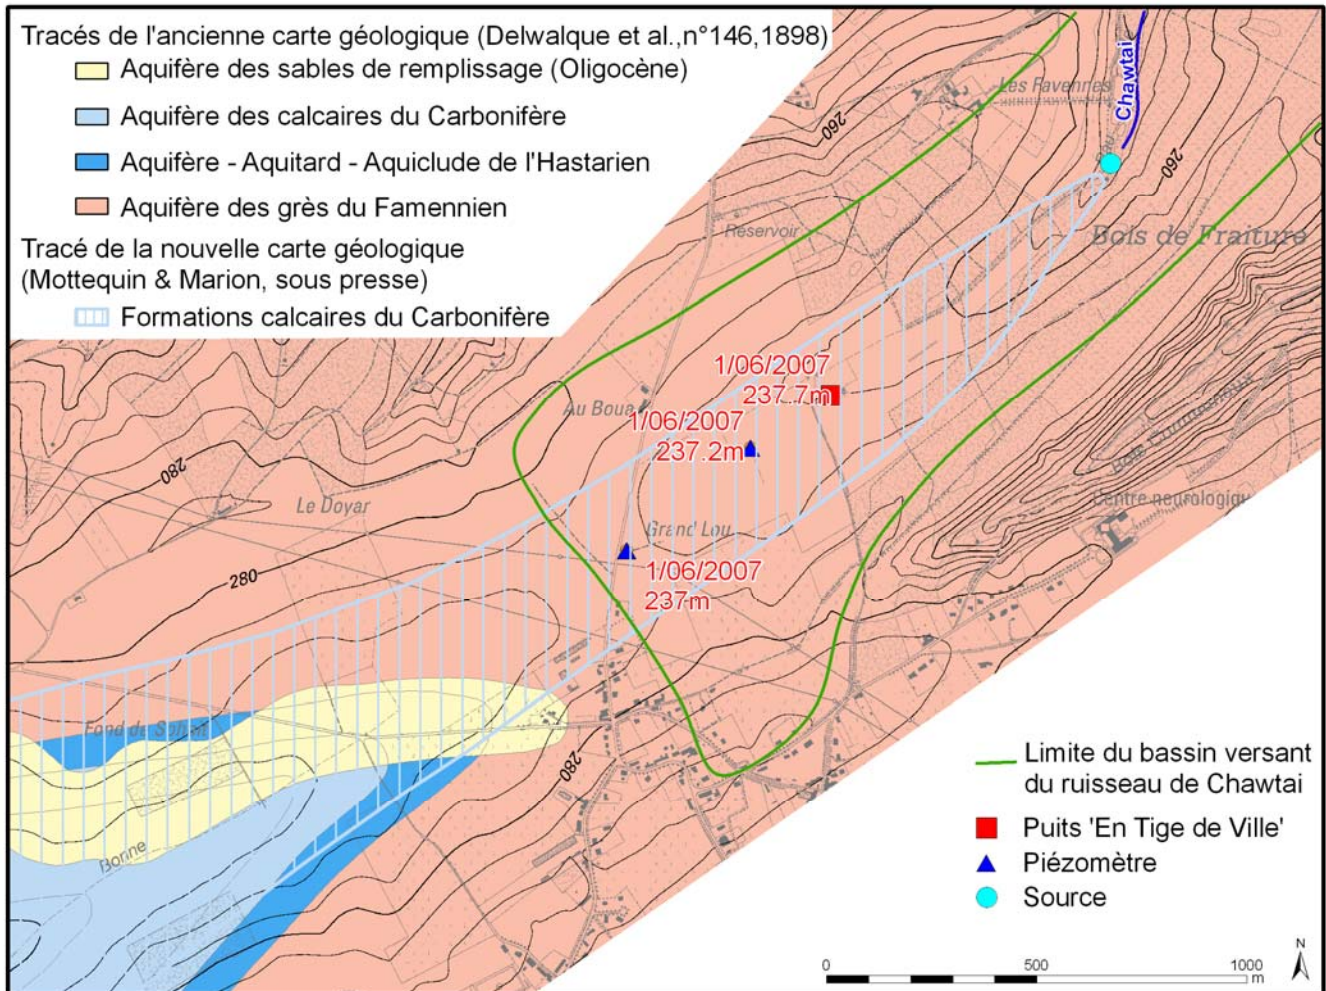 Tracés de l'ancienne carte géologique (Delwalque et al.,n°146,1898)
Aquifère des sables de remplissage (Oligocène)
Aquifère des calcaires du Carbonifère
Aquifère - Aquitard - Aquiclude de l'Hastarien
Aquifère des grès du Famennien
Tracé de la nouvelle carte géologique
(Mottequin & Marion, sous presse)
Formations calcaires du Carbonifère
Chawtai
Les Favennes
260
260
Bois de Fraiture
Reservoir
1/06/2007
237.7m
Au Boua
1/06/2007
237.2m
280
Le Doyar
Grand Lou
Centre neurologiqu
280
1/06/2007
237m
Fond de
280
Bonne
Limite du bassin versant
du ruisseau de Chawtai
Puits 'En Tige de Ville'
Piézomètre
Source
N
0 500 1000
m